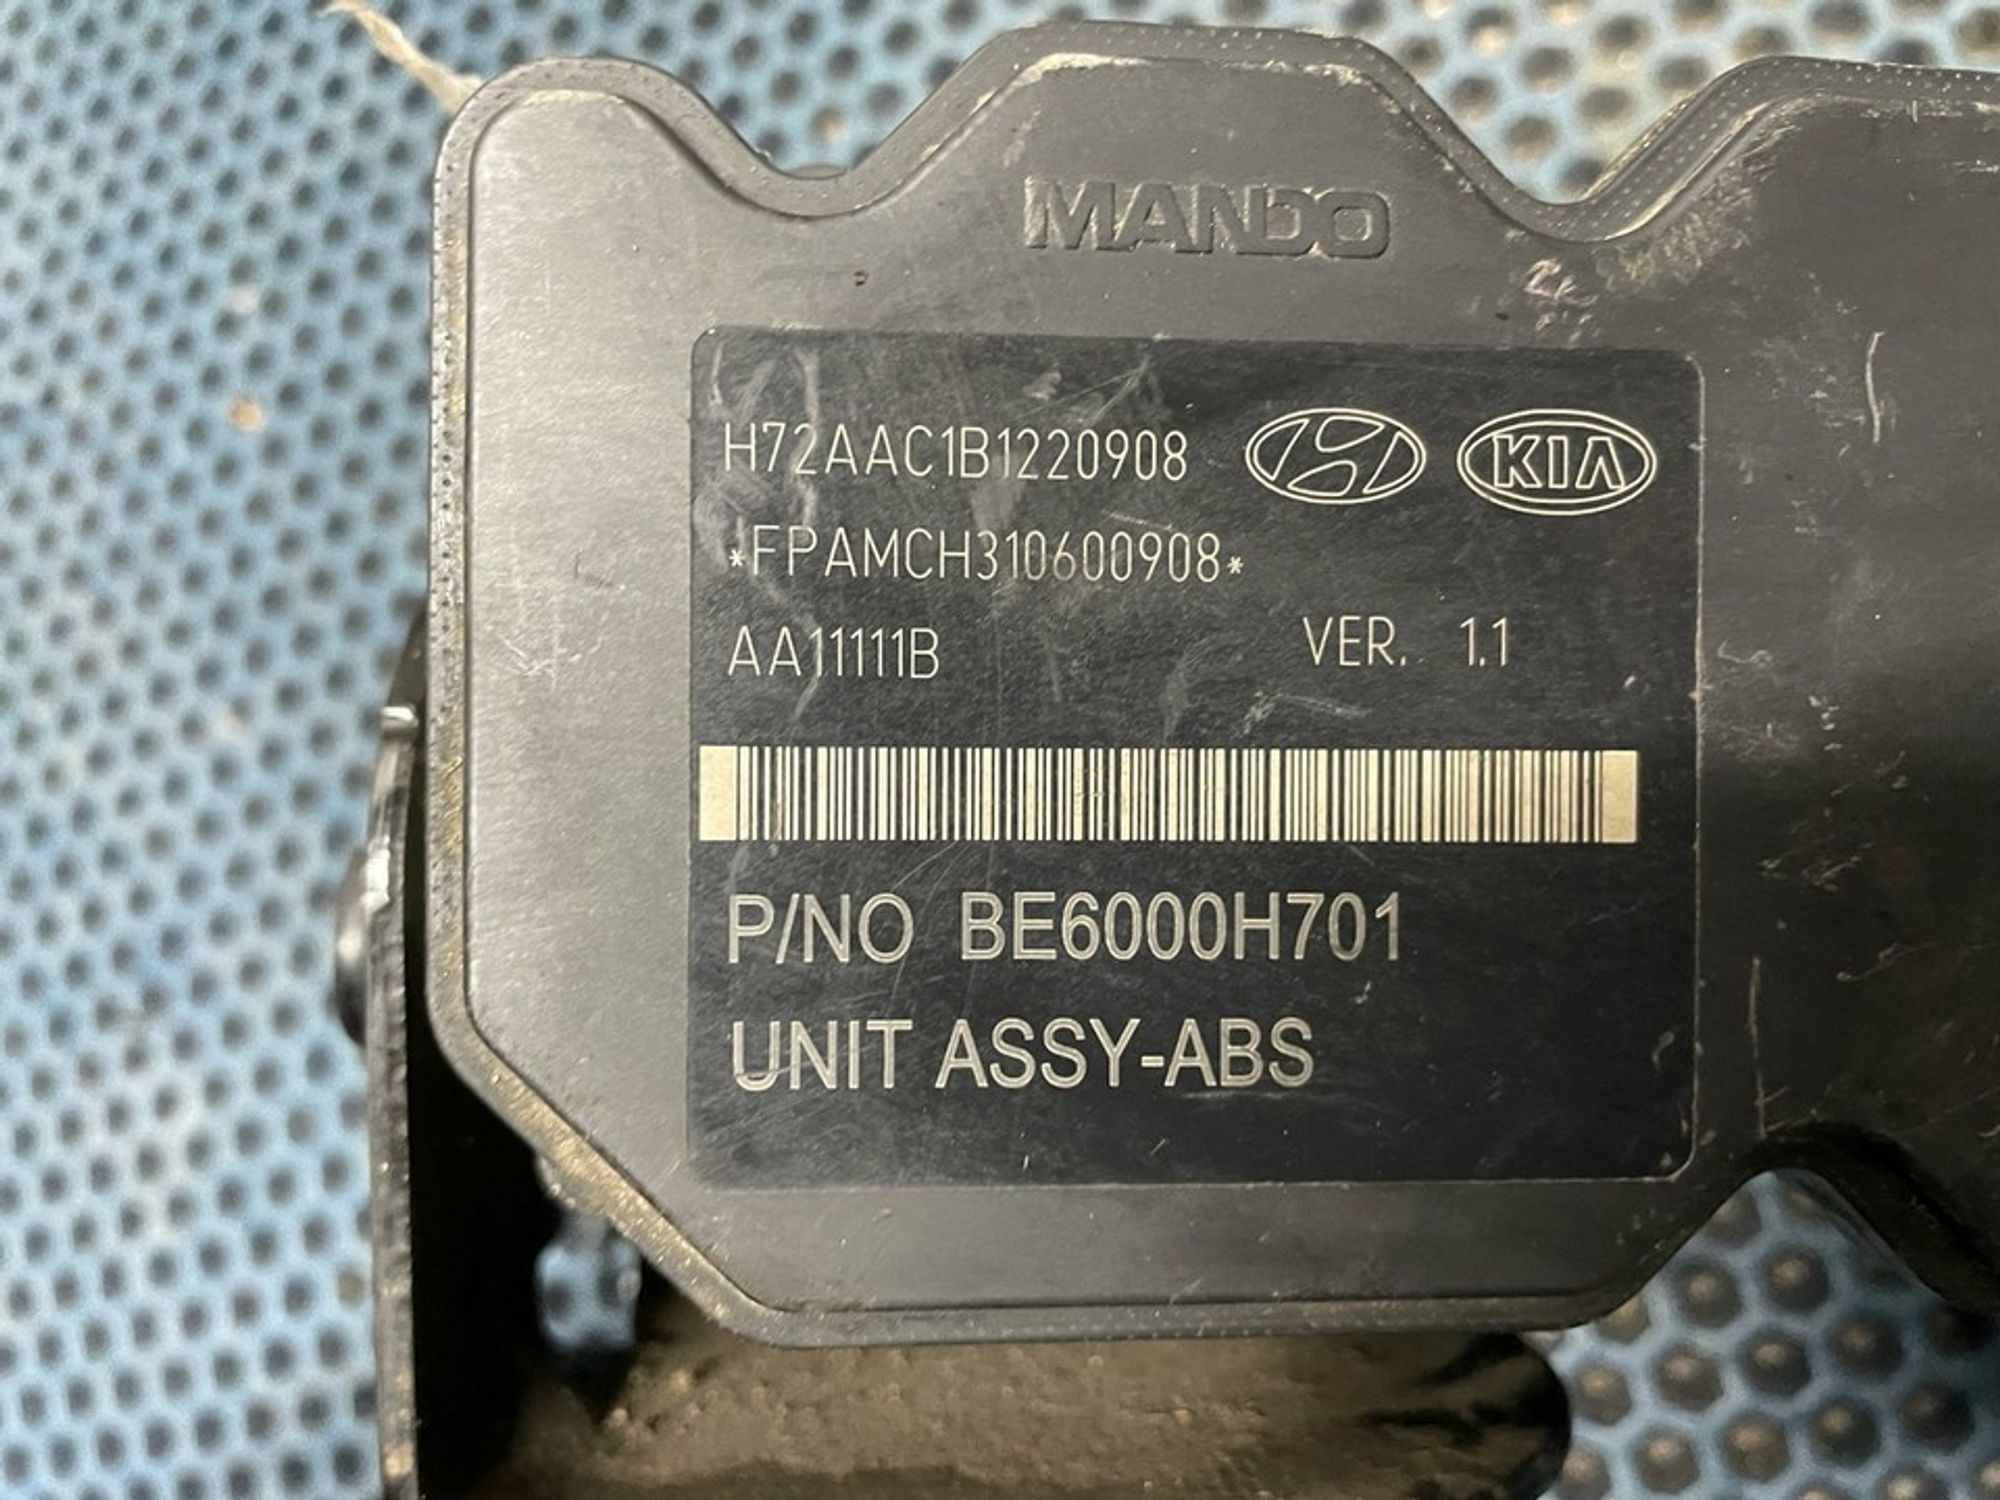 MANDO
H72AAC1B1220908 KIA
*FPAMCH310600908*
AA11111B VER. 1.1
P/NO BE6000H701
UNIT ASSY-ABS